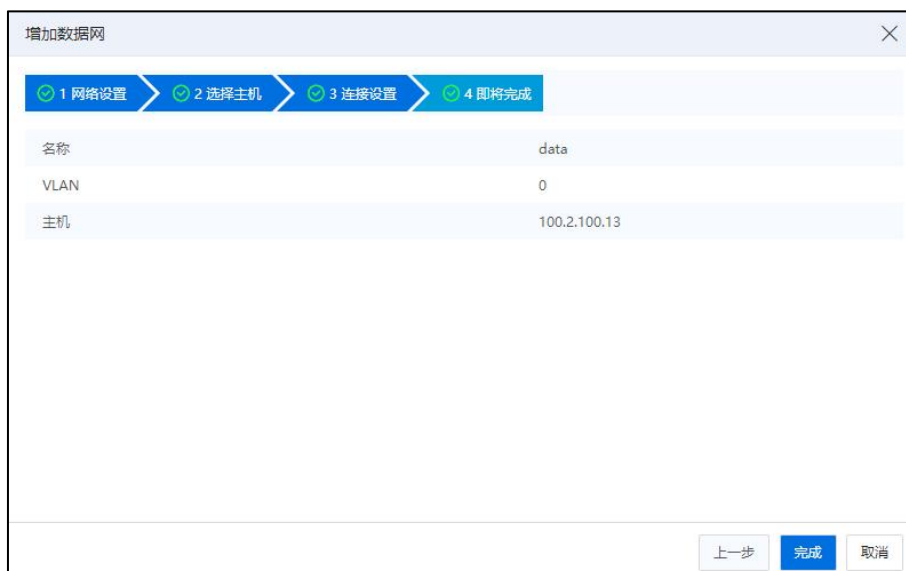 增加数据网
1 网络设置 2 选择主机 3 连接设置 4 即将完成
名称 data
VLAN 0
主机 100.2.100.13
上一步 完成 取消